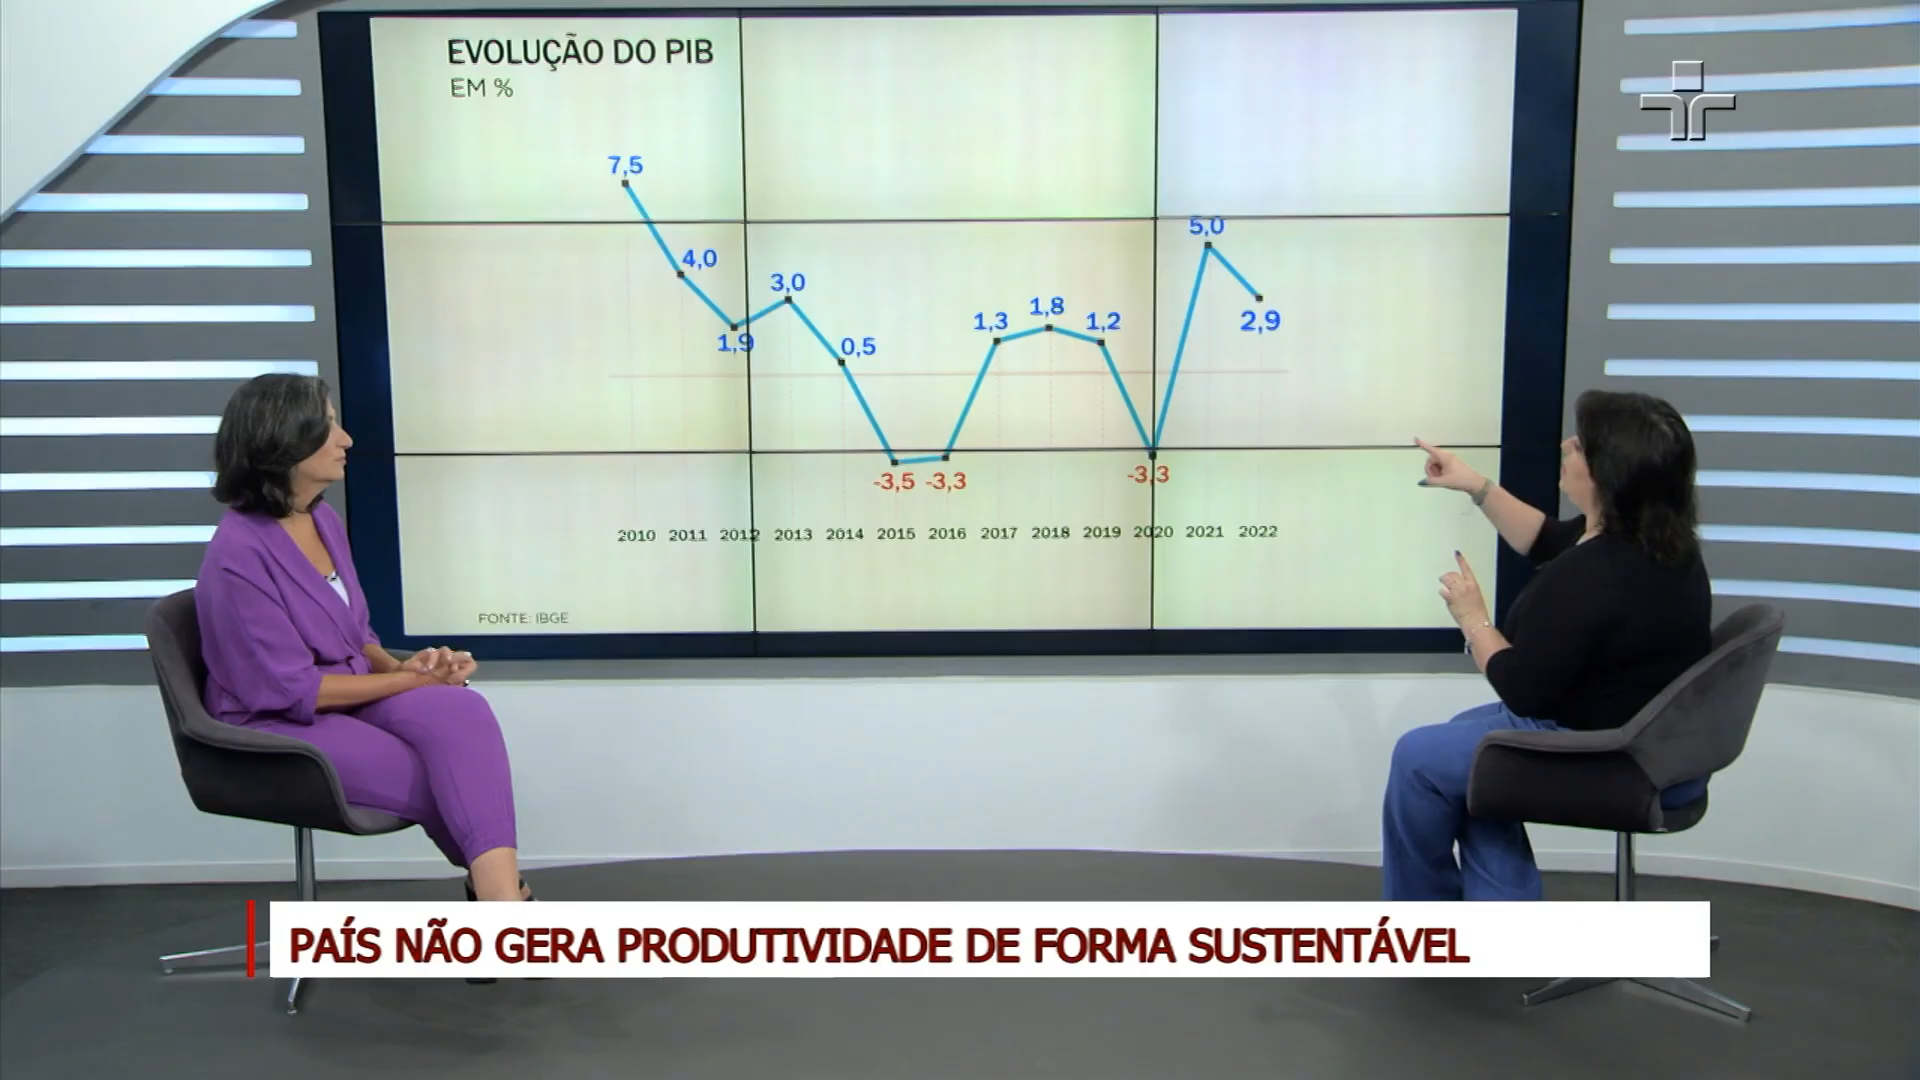 EVOLUÇÃO DO PIB
EM %
7,5
4,0
1,9
3,0
0,5
-3,5
-3,3
1,3
1,8
1,2
-3,3
5,0
2,9
2010 2011 2012 2013 2014 2015 2016 2017 2018 2019 2020 2021 2022
FONTE: IBGE
PAÍS NÃO GERA PRODUTIVIDADE DE FORMA SUSTENTÁVEL